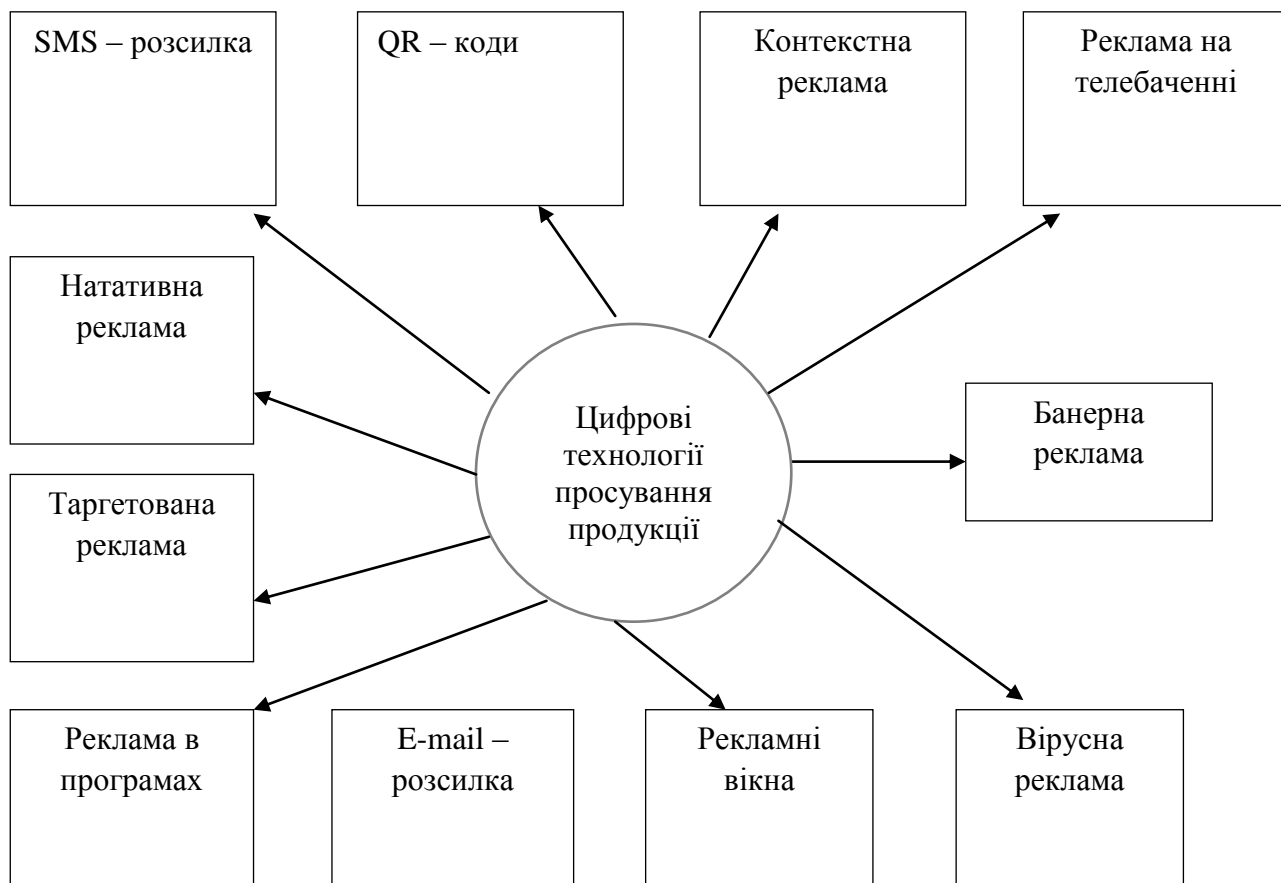 SMS – розсилка
QR – коди
Контекстна
реклама
Реклама на
телебаченні
Натативна
реклама
Цифрові
технології
просування
продукції
Банерна
реклама
Таргетована
реклама
Реклама в
програмах
E-mail –
розсилка
Рекламні
вікна
Вірусна
реклама